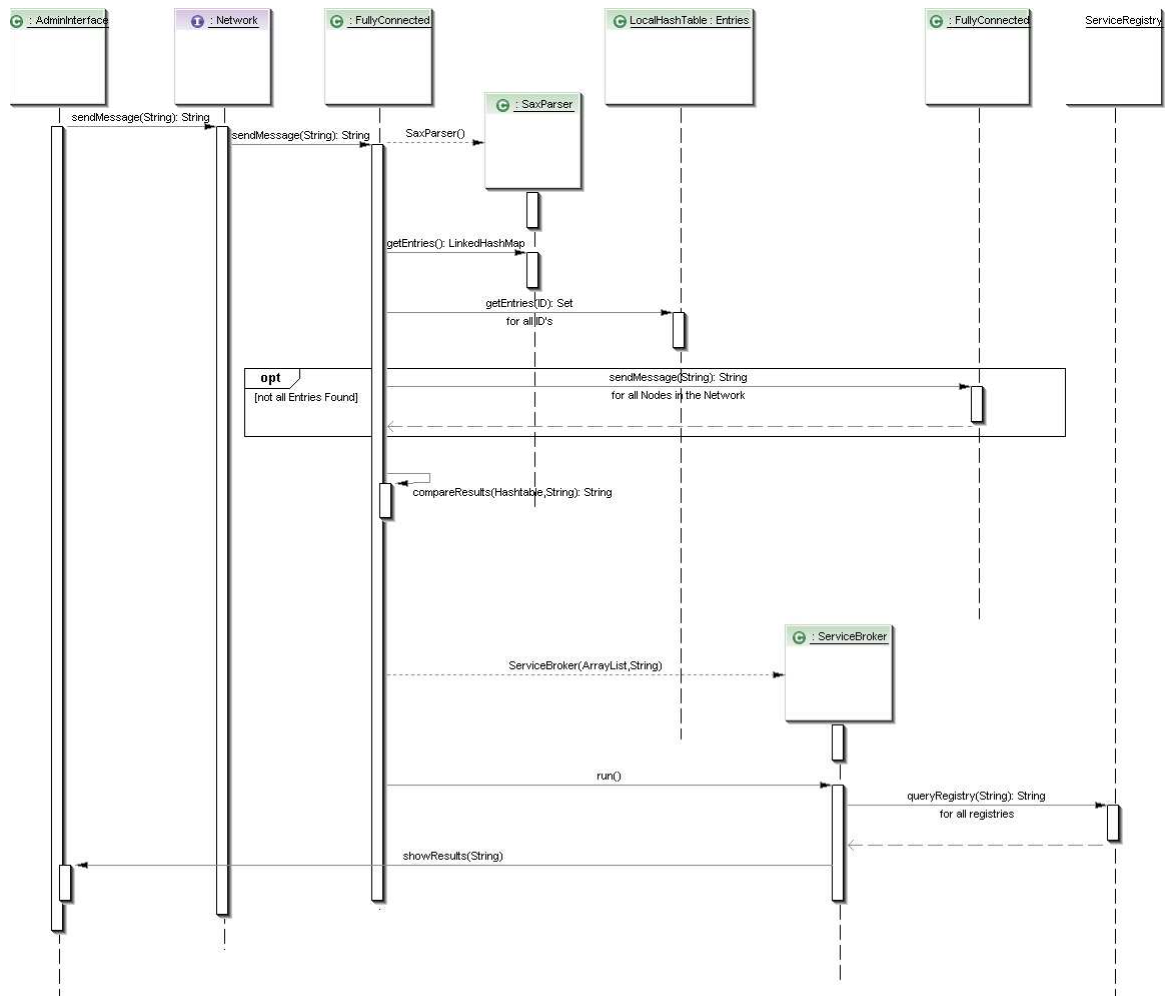 C : AdminInterface
I : Network
C : FullyConnected
C LocalHashTable : Entries
C : FullyConnected
ServiceRegistry
C : SaxParser
sendMessage(String): String
sendMessage(String): String
SaxParser()
getEntries(): LinkedHashMap
getEntries(ID): Set
for all ID's
opt
[not all Entries Found]
sendMessage(String): String
for all Nodes in the Network
compareResults(Hashtable,String): String
C : ServiceBroker
ServiceBroker(ArrayList,String)
run()
queryRegistry(String): String
for all registries
showResults(String)